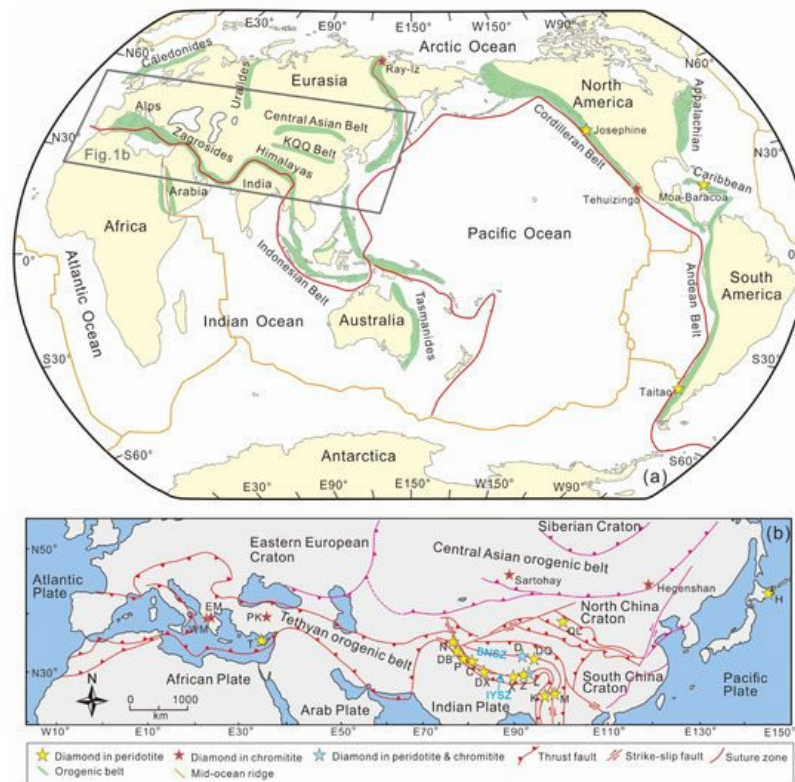 E30° E90° E150° W150° W90°
Arctic Ocean
N60° N60°
Caledonides
Ray-Iz
Eurasia
North
America
Uralides
Appalachian
Alps
Central Asian Belt
Cordilleran Belt
Josephine
N30° N30°
Zagrosides
KQQ Belt
Fig.1b
Himalayas
Caribbean
Arabia India
Moa-Baracoa
Tehuizingo
Africa
Pacific Ocean
0° 0°
Indonesian Belt
Atlantic Ocean
Andean Belt
South
America
Indian Ocean
Australia
Tasmanides
S30° S30°
Taitao
S60° S60°
Antarctica
(a)
E30° E90° E150° W150° W90°
(b)
Siberian Craton
N50°
Eastern European
Craton
Central Asian orogenic belt
Atlantic
Plate
Sartohay
Hegenshan
H
EM
PK
WM
North China
Craton
QL
Tethyan orogenic belt
T
N
BNSZ
D
DQ
DB
P
C
DX
IYSZ
X Z L
South China
Craton
N30°
African Plate
Arab Plate
Indian Plate
K M
Pacific
Plate
N
0 1000
km
W10° 0° E10° E30° E50° E70° E90° E110° E120° E150°
Diamond in peridotite Diamond in chromitite Diamond in peridotite & chromitite Thrust fault Strike-slip fault Suture zone
Orogenic belt Mid-ocean ridge